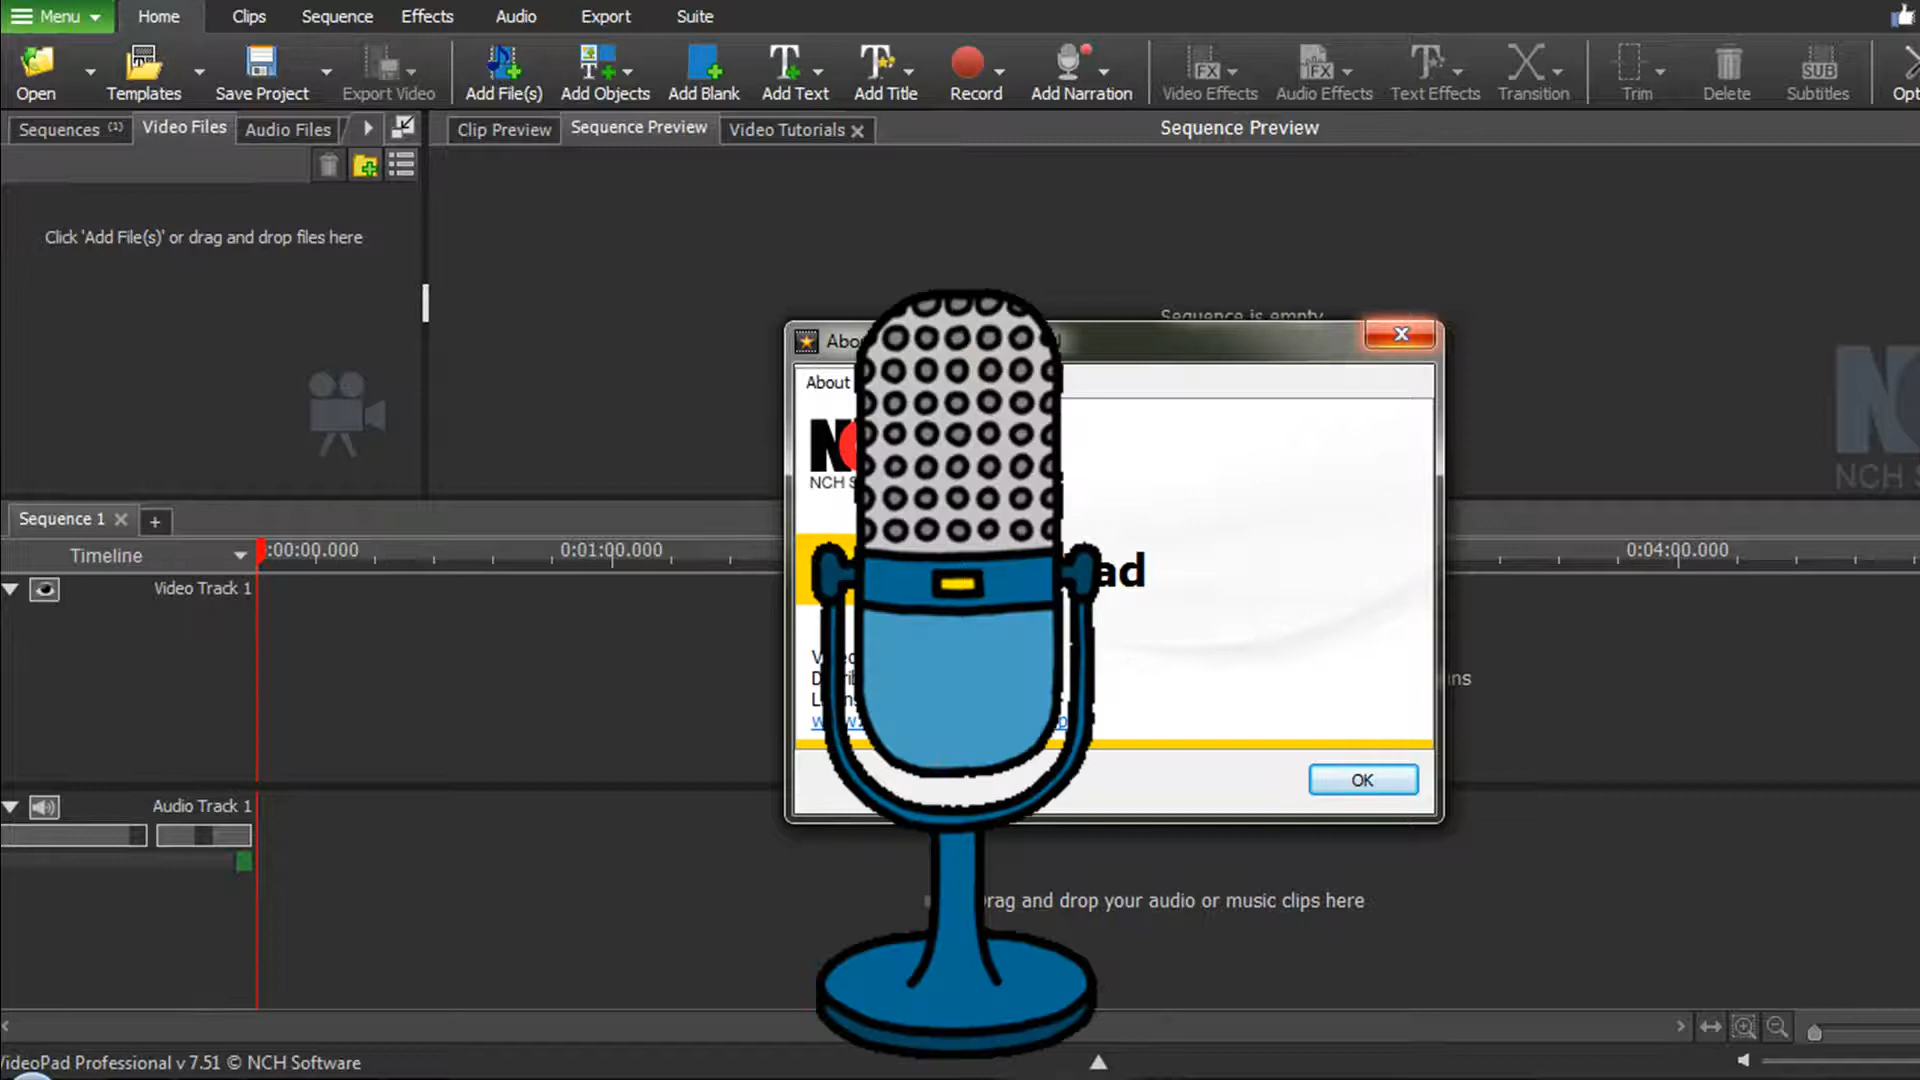 Menu Home Clips Sequence Effects Audio Export Suite
Open Templates Save Project Export Video Add File(s) Add Objects Add Blank Add Text Add Title Record Add Narration Video Effects Audio Effects Text Effects Transition Trim Delete Subtitles
Sequences (1) Video Files Audio Files Clip Preview Sequence Preview Video Tutorials Sequence Preview
Click 'Add File(s)' or drag and drop files here
Sequence is empty
About
NCH
NCH
ad
OK
Sequence 1
Timeline :00:00.000 0:01:00.000 0:04:00.000
Video Track 1
Audio Track 1
rag and drop your audio or music clips here
ideoPad Professional v 7.51 © NCH Software